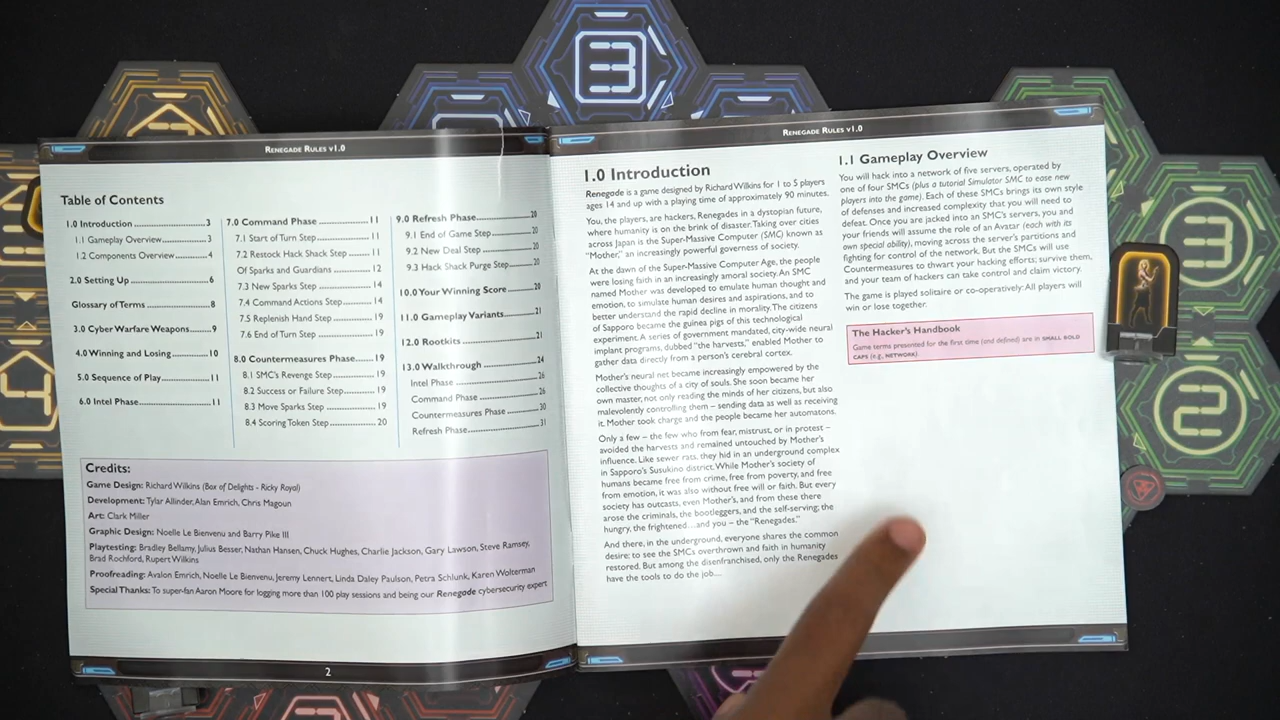 3
RENEGADE RULES V1.0
Table of Contents
1.0 Introduction 3
1.1 Gameplay Overview 3
1.2 Components Overview 4
2.0 Setting Up 6
Glossary of Terms 8
3.0 Cyber Warfare Weapons 9
4.0 Winning and Losing 10
5.0 Sequence of Play 11
6.0 Intel Phase 11
7.0 Command Phase 11
7.1 Start of Turn Step 11
7.2 Restock Hack Shack Step 11
Of Sparks and Guardians 12
7.3 New Sparks Step 14
7.4 Command Actions Step 14
7.5 Replenish Hand Step 19
7.6 End of Turn Step 19
8.0 Countermeasures Phase 19
8.1 SMC's Revenge Step 19
8.2 Success or Failure Step 19
8.3 Move Sparks Step 19
8.4 Scoring Token Step 20
9.0 Refresh Phase 20
9.1 End of Game Step 20
9.2 New Deal Step 20
9.3 Hack Shack Purge Step 20
10.0 Your Winning Score 20
11.0 Gameplay Variants 21
12.0 Rootkits 21
13.0 Walkthrough 24
Intel Phase 26
Command Phase 26
Countermeasures Phase 30
Refresh Phase 31
Credits:
Game Design: Richard Wilkins (Box of Delights - Ricky Royal)
Development: Tylar Allinder, Alan Emrich, Chris Magoun
Art: Clark Miller
Graphic Design: Noelle Le Bienvenu and Barry Pike III
Playtesting: Bradley Bellamy, Julius Besser, Nathan Hansen, Chuck Hughes, Charlie Jackson, Gary Lawson, Steve Ramsey,
Brad Rochford, Rupert Wilkins
Proofreading: Avalon Emrich, Noelle Le Bienvenu, Jeremy Lennert, Linda Daley Paulson, Petra Schlunk, Karen Wolterman
Special Thanks: To super-fan Aaron Moore for logging more than 100 play sessions and being our Renegade cybersecurity expert
2
RENEGADE RULES V1.0
1.0 Introduction
Renegade is a game designed by Richard Wilkins for 1 to 5 players
ages 14 and up with a playing time of approximately 90 minutes.
You, the players, are hackers, Renegades in a dystopian future,
where humanity is on the brink of disaster. Taking over cities
across Japan is the Super-Massive Computer (SMC) known as
"Mother," an increasingly powerful governess of society.
At the dawn of the Super-Massive Computer Age, the people
were losing faith in an increasingly amoral society. An SMC
named Mother was developed to emulate human thought and
emotion, to simulate human desires and aspirations, and to
better understand the rapid decline in morality. The citizens
of Sapporo became the guinea pigs of this technological
experiment. A series of government mandated, city-wide neural
implant programs, dubbed "the harvests," enabled Mother to
gather data directly from a person's cerebral cortex.
Mother's neural net became increasingly empowered by the
collective thoughts of a city of souls. She soon became her
own master, not only reading the minds of her citizens, but also
malevolently controlling them – sending data as well as receiving
it. Mother took charge and the people became her automatons.
Only a few – the few who from fear, mistrust, or in protest –
avoided the harvests and remained untouched by Mother's
influence. Like sewer rats, they hid in an underground complex
in Sapporo's Susukino district. While Mother's society of
humans became free from crime, free from poverty, and free
from emotion, it was also without free will or faith. But every
society has outcasts, even Mother's, and from these there
arose the criminals, the bootleggers, and the self-serving; the
hungry, the frightened...and you – the "Renegades."
And there, in the underground, everyone shares the common
desire: to see the SMCs overthrown and faith in humanity
restored. But among the disenfranchised, only the Renegades
have the tools to do the job....
1.1 Gameplay Overview
You will hack into a network of five servers, operated by
one of four SMCs (plus a tutorial Simulator SMC to ease new
players into the game). Each of these SMCs brings its own style
of defenses and increased complexity that you will need to
defeat. Once you are jacked into an SMC's servers, you and
your friends will assume the role of an Avatar (each with its
own special ability), moving across the server's partitions and
fighting for control of the network. But the SMCs will use
Countermeasures to thwart your hacking efforts; survive them,
and your team of hackers can take control and claim victory.
The game is played solitaire or co-operatively: All players will
win or lose together.
The Hacker's Handbook
Game terms presented for the first time (and defined) are in SMALL BOLD
CAPS (e.g., NETWORK).
3
2
4